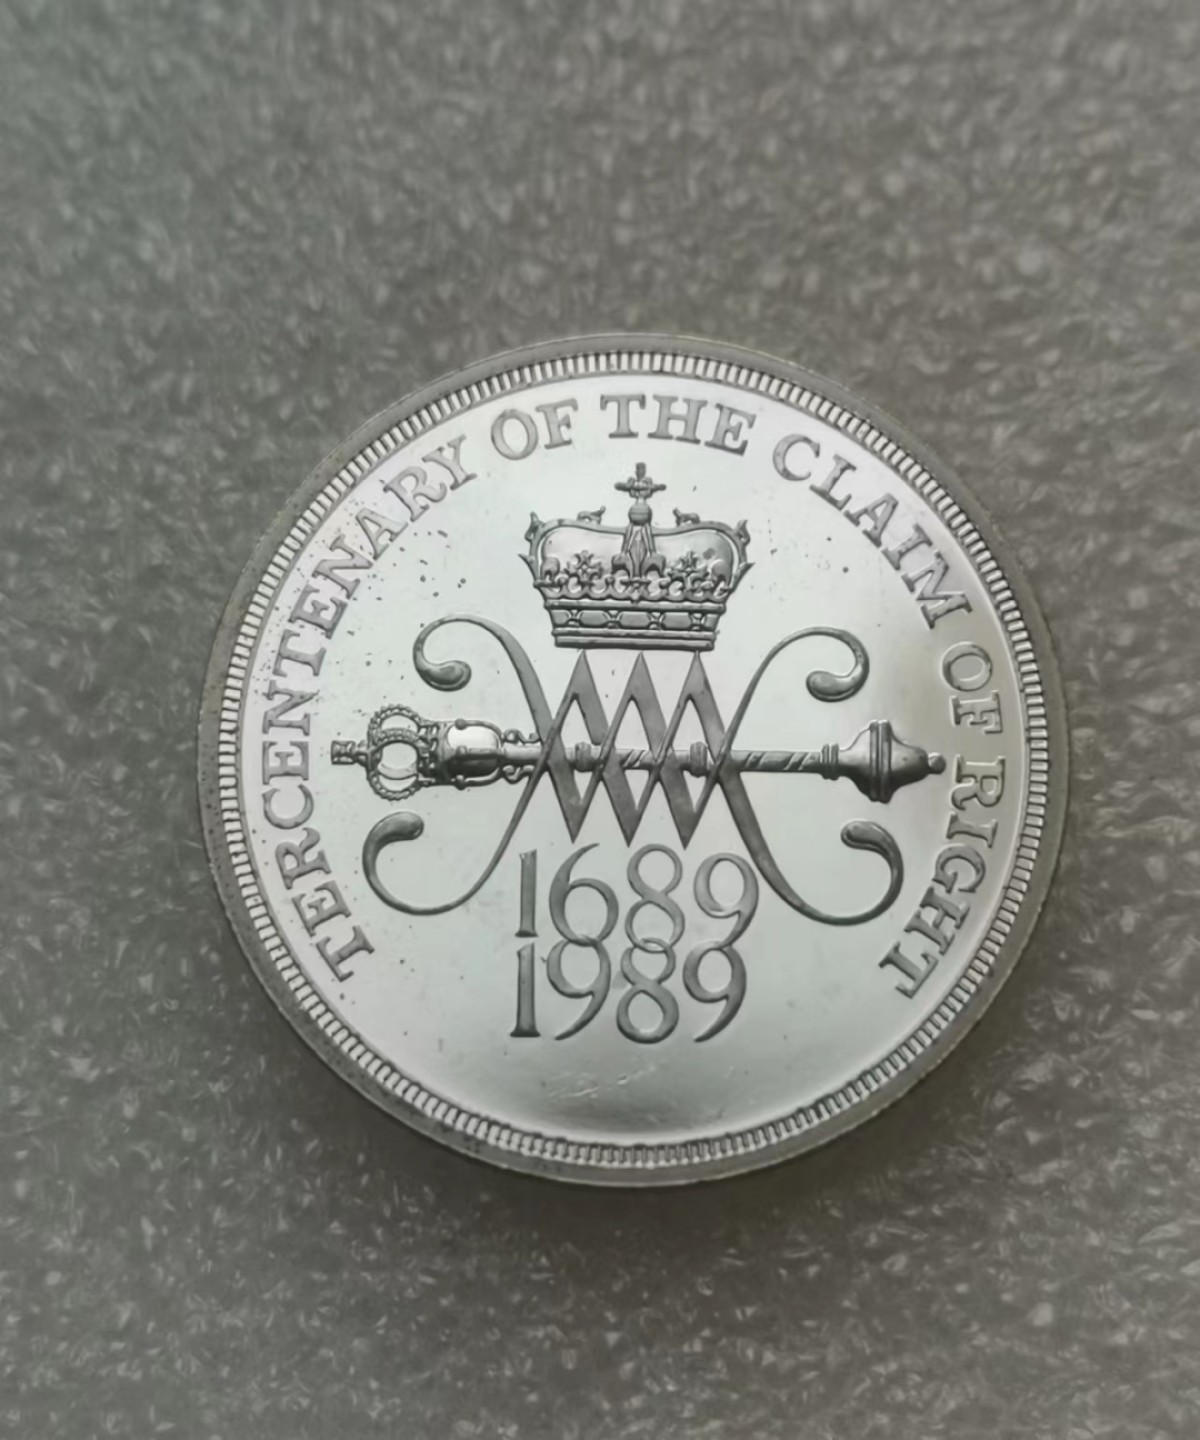 TERCENTENARY OF THE CLAIM OF RIGHT
1689
1989